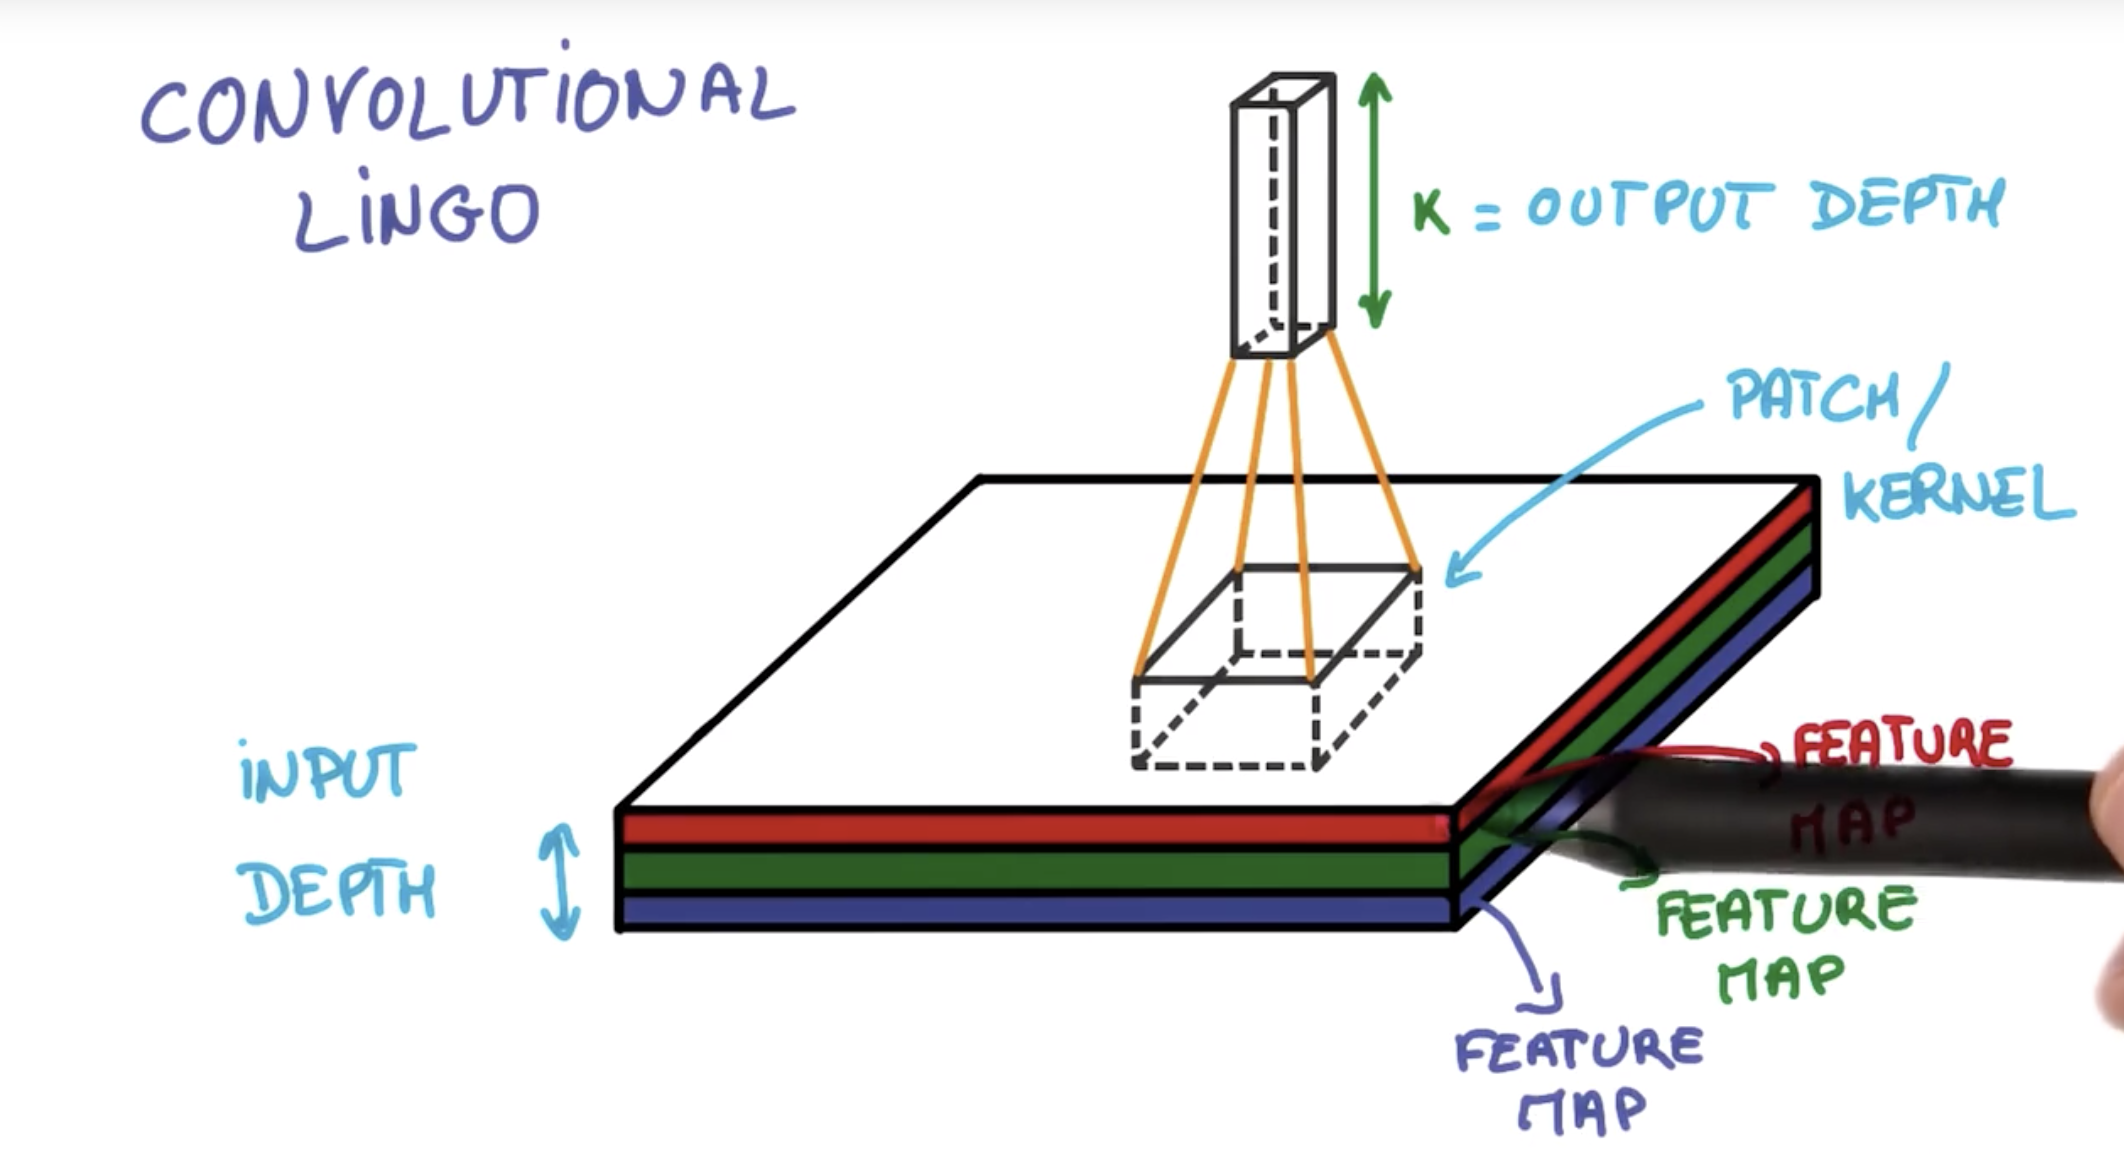 CONVOLUTIONAL
LINGO
K = OUTPUT DEPTH
PATCH/
KERNEL
INPUT
DEPTH
FEATURE
MAP
FEATURE
MAP
FEATURE
MAP